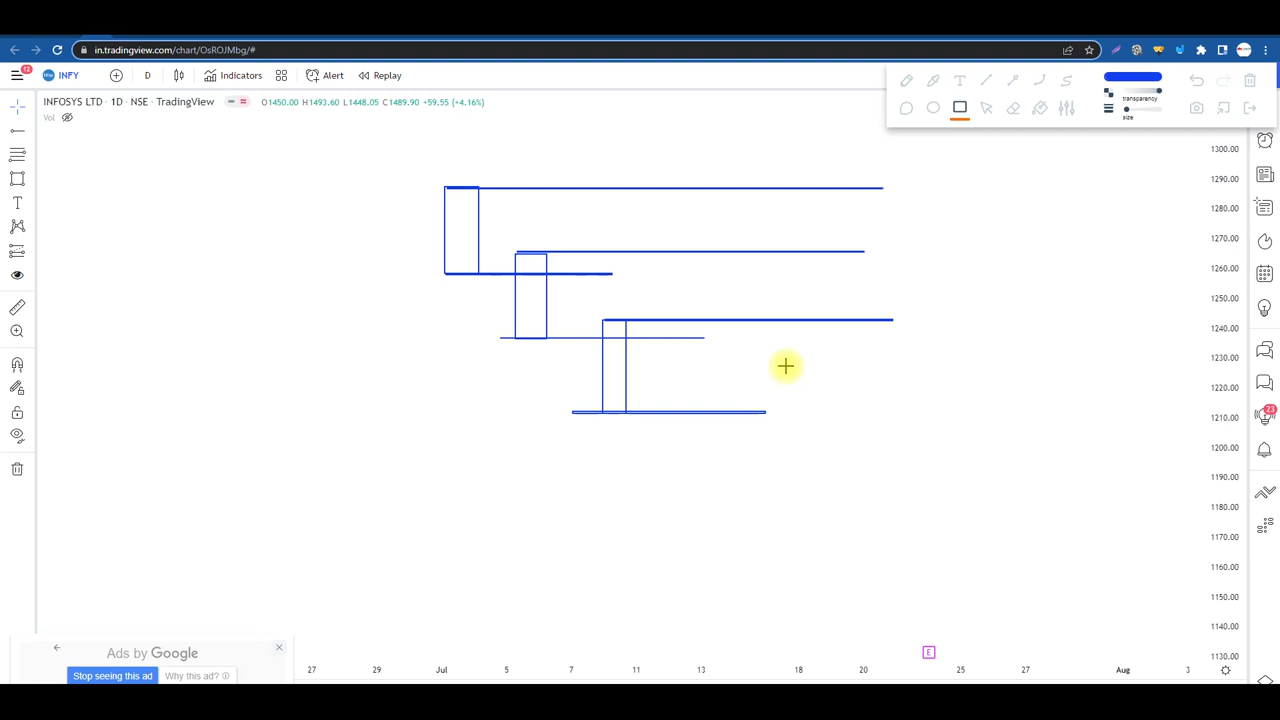 in.tradingview.com/chart/OsROJMbg/#
12
INFY
D
Indicators
Alert
Replay
transparency
size
INFOSYS LTD · 1D · NSE · TradingView
O1450.00 H1493.60 L1448.05 C1489.90 +59.55 (+4.16%)
Vol
1300.00
1290.00
1280.00
1270.00
1260.00
1250.00
1240.00
1230.00
1220.00
1210.00
1200.00
1190.00
1180.00
1170.00
1160.00
1150.00
1140.00
1130.00
23
E
Ads by Google
Stop seeing this ad
Why this ad?
27 29 Jul 5 7 11 13 18 20 25 27 Aug 3